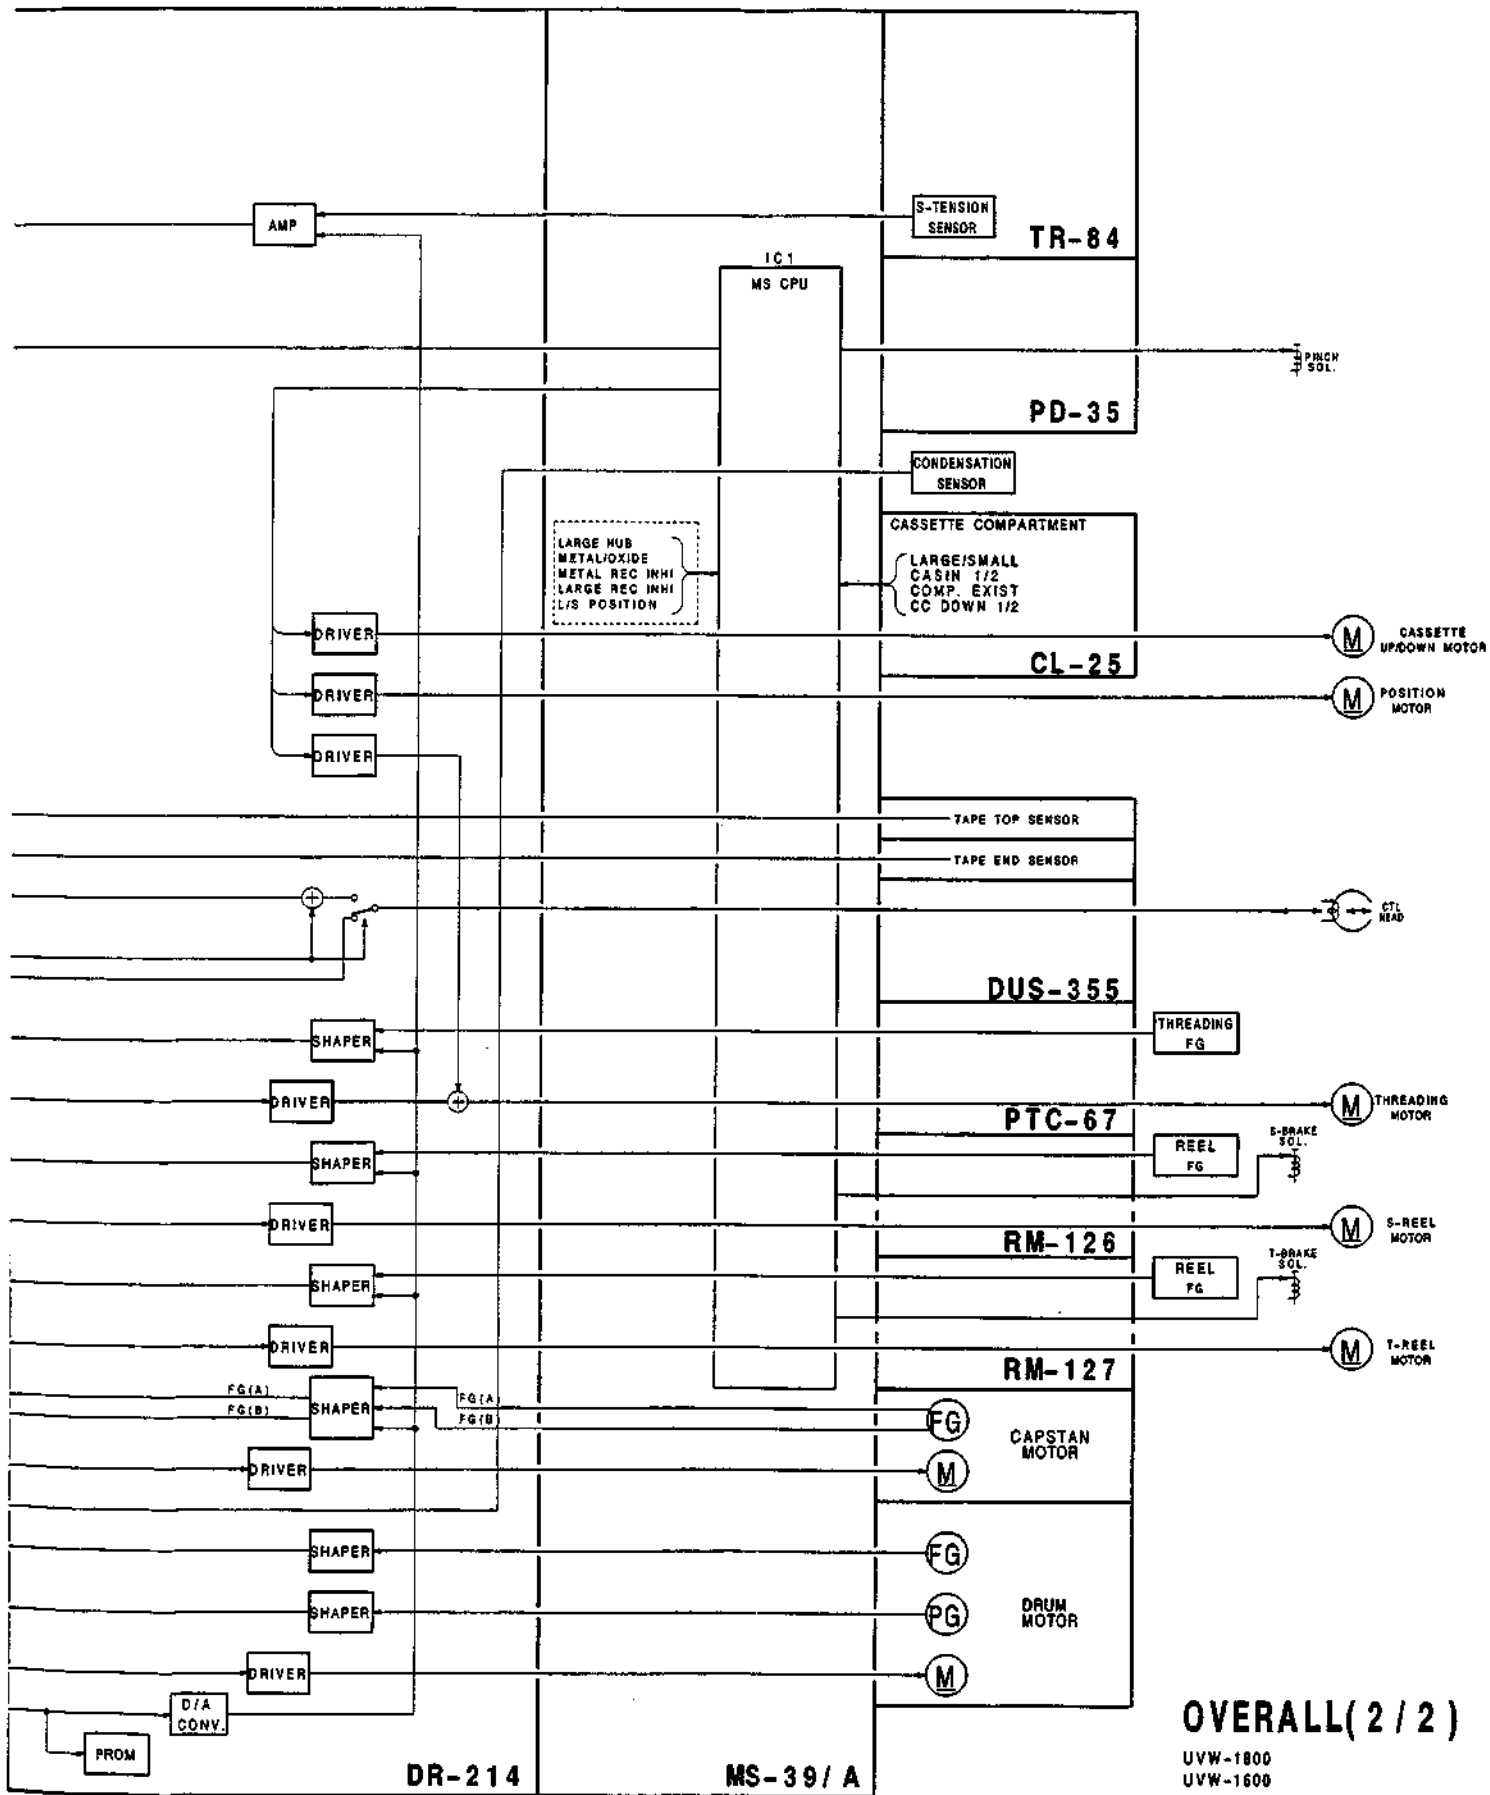 AMP
S-TENSION
SENSOR
TR-84
IC1
MS CPU
PINCH
SOL.
PD-35
CONDENSATION
SENSOR
CASSETTE COMPARTMENT
LARGE HUB
METAL/OXIDE
METAL REC INHI
LARGE REC INHI
L/S POSITION
LARGE/SMALL
CASIN 1/2
COMP. EXIST
CC DOWN 1/2
DRIVER
M
CASSETTE
UP/DOWN MOTOR
CL-25
DRIVER
M
POSITION
MOTOR
DRIVER
TAPE TOP SENSOR
TAPE END SENSOR
CTL
HEAD
DUS-355
SHAPER
THREADING
FG
DRIVER
M
THREADING
MOTOR
PTC-67
SHAPER
REEL
FG
S-BRAKE
SOL.
DRIVER
M
S-REEL
MOTOR
RM-126
SHAPER
REEL
FG
T-BRAKE
SOL.
DRIVER
M
T-REEL
MOTOR
RM-127
FG(A)
FG(B)
SHAPER
FG(A)
FG(B)
FG
CAPSTAN
MOTOR
DRIVER
M
SHAPER
FG
SHAPER
PG
DRUM
MOTOR
DRIVER
M
D/A
CONV.
PROM
DR-214
MS-39/ A
OVERALL(2/2)
UVW-1800
UVW-1600